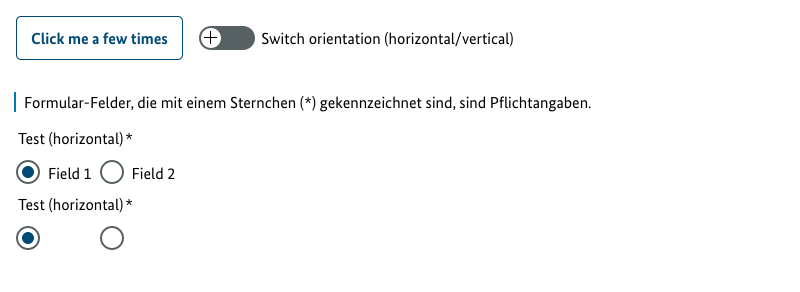 Click me a few times
Switch orientation (horizontal/vertical)
Formular-Felder, die mit einem Sternchen (*) gekennzeichnet sind, sind Pflichtangaben.
Test (horizontal)*
Field 1 Field 2
Test (horizontal)*